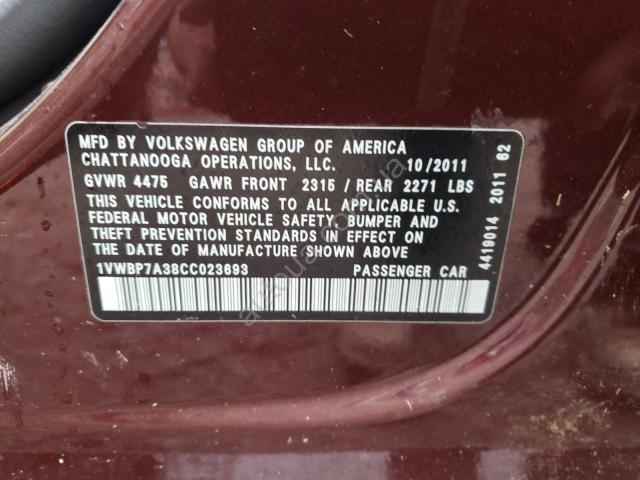 MFD BY VOLKSWAGEN GROUP OF AMERICA
CHATTANOOGA OPERATIONS, LLC. 10/2011
GVWR 4475 GAWR FRONT 2315 / REAR 2271 LBS
THIS VEHICLE CONFORMS TO ALL APPLICABLE U.S.
FEDERAL MOTOR VEHICLE SAFETY, BUMPER AND
THEFT PREVENTION STANDARDS IN EFFECT ON
THE DATE OF MANUFACTURE SHOWN ABOVE
1VWBP7A38CC023693 PASSENGER CAR
4419014 2011 62